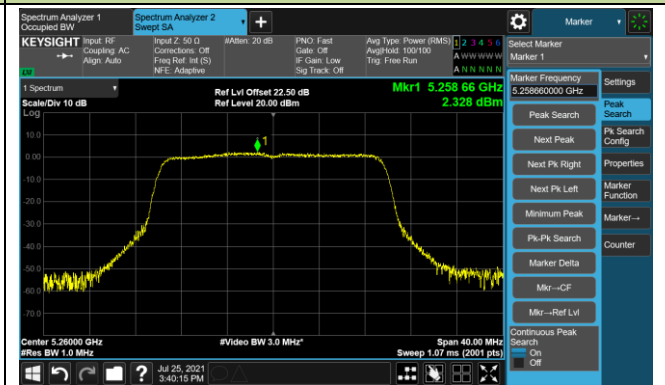 Spectrum Analyzer 1
Occupied BW
Spectrum Analyzer 2
Swept SA
Marker
KEYSIGHT
Input: RF
Coupling: AC
Align: Auto
Input Z: 50 Ω
Corrections: Off
Freq Ref: Int (S)
NFE: Adaptive
#Atten: 20 dB
PNO: Fast
Gate: Off
IF Gain: Low
Sig Track: Off
Avg Type: Power (RMS)
Avg|Hold: 100/100
Trig: Free Run
1 2 3 4 5 6
A W W W W W
A N N N N N
LXI
Select Marker
Marker 1
1 Spectrum
Scale/Div 10 dB
Log
Ref Lvl Offset 22.50 dB
Ref Level 20.00 dBm
Mkr1 5.258 66 GHz
2.328 dBm
Marker Frequency
5.258660000 GHz
Peak Search
Next Peak
Next Pk Right
Next Pk Left
Minimum Peak
Pk-Pk Search
Marker Delta
Mkr→CF
Mkr→Ref Lvl
Continuous Peak
Search
On
Off
Settings
Peak
Search
Pk Search
Config
Properties
Marker
Function
Marker→
Counter
10.0
0.00
-10.0
-20.0
-30.0
-40.0
-50.0
-60.0
-70.0
1
Center 5.26000 GHz
#Res BW 1.0 MHz
#Video BW 3.0 MHz*
Span 40.00 MHz
Sweep 1.07 ms (2001 pts)
?
Jul 25, 2021
3:40:15 PM